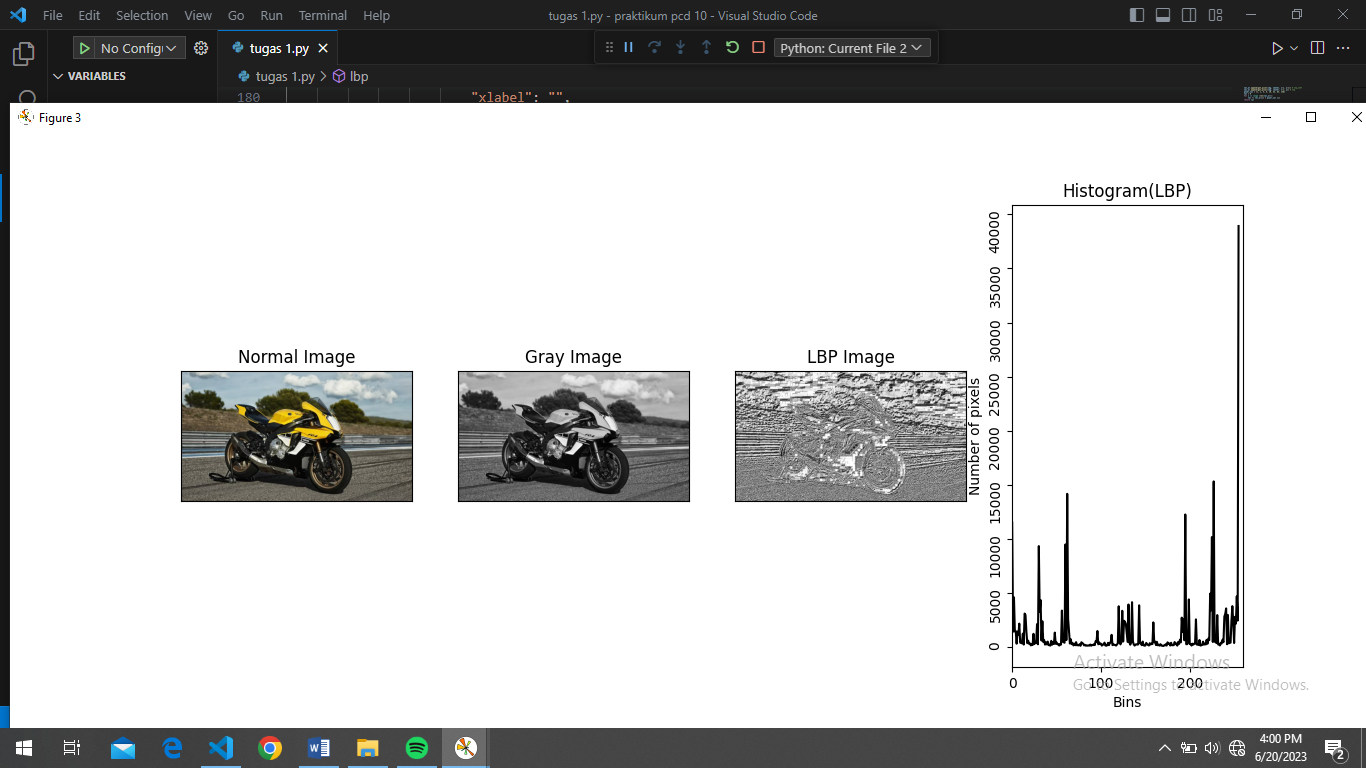 File Edit Selection View Go Run Terminal Help
tugas 1.py - praktikum pcd 10 - Visual Studio Code
No Config
tugas 1.py
Python: Current File 2
VARIABLES
tugas 1.py > lbp
180 "xlabel": "",
Figure 3
Histogram(LBP)
Normal Image
Gray Image
LBP Image
Number of pixels
40000
35000
30000
25000
20000
15000
10000
5000
0
0 100 200
Bins
Activate Windows
Go to Settings to activate Windows.
4:00 PM
6/20/2023
2